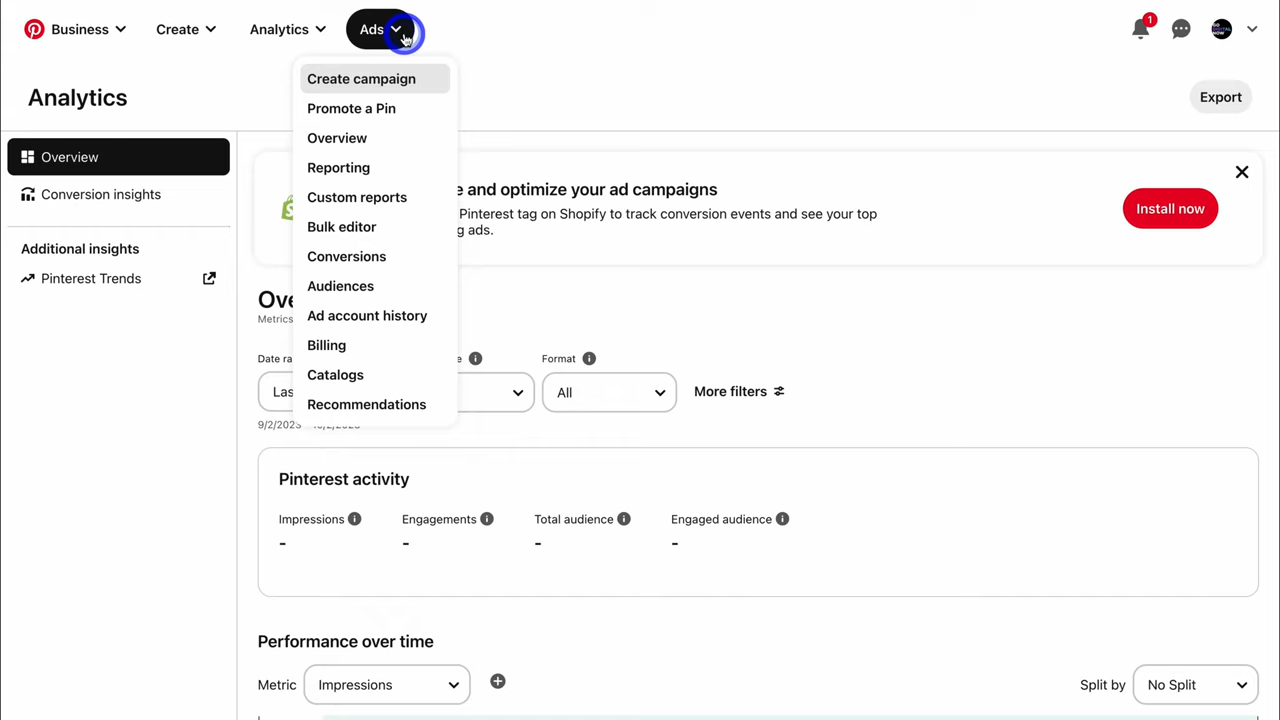 Business
Create
Analytics
Ads
1
Create campaign
Promote a Pin
Overview
Reporting
Custom reports
Bulk editor
Conversions
Audiences
Ad account history
Billing
Catalogs
Recommendations
Analytics
Export
Overview
Conversion insights
Additional insights
Pinterest Trends
e and optimize your ad campaigns
Pinterest tag on Shopify to track conversion events and see your top
g ads.
Install now
Ove
Metrics
Date ra
e
Format
Las
All
More filters
9/2/2023 - 10/2/2023
Pinterest activity
Impressions
Engagements
Total audience
Engaged audience
-
-
-
-
Performance over time
Metric
Impressions
Split by
No Split